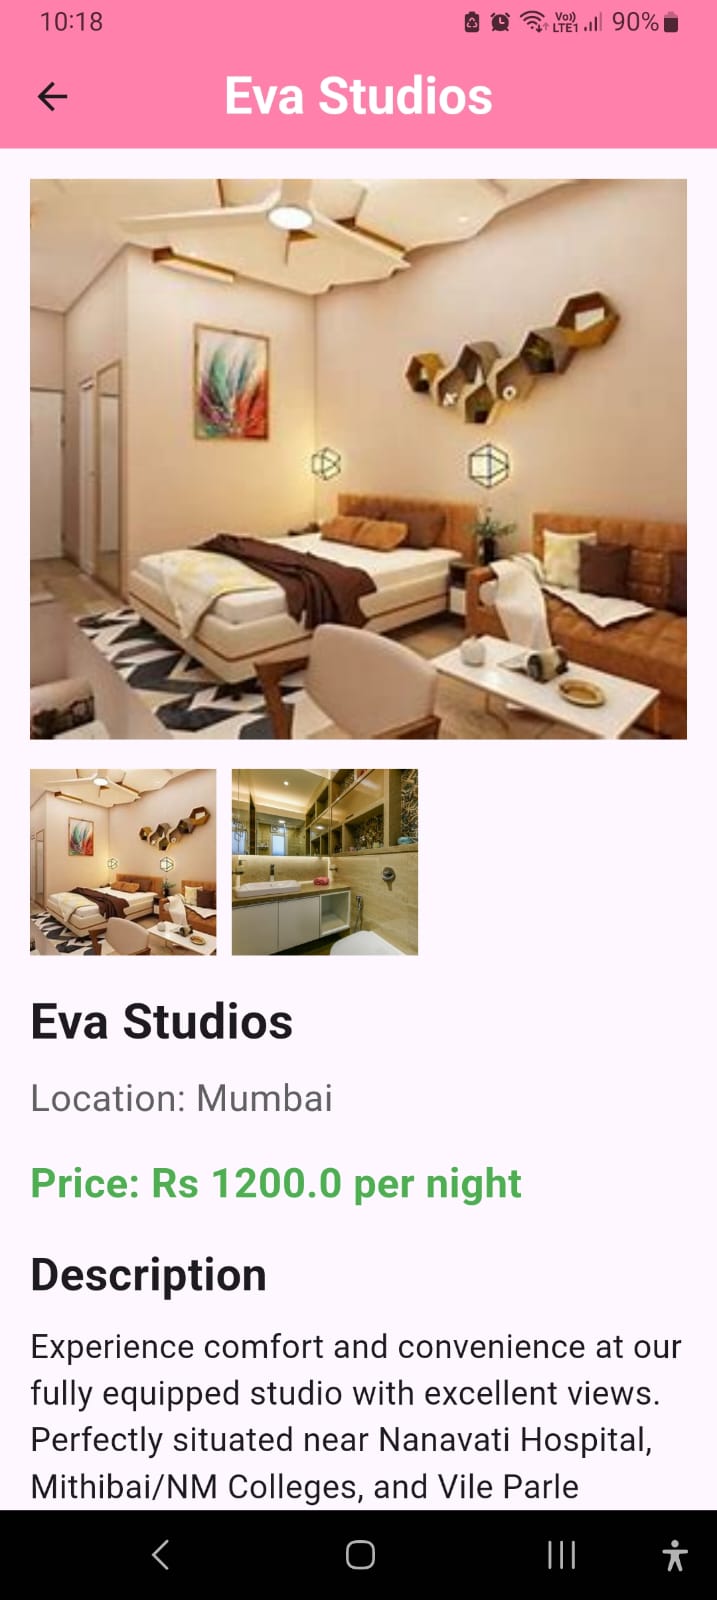 10:18
Vo))
LTE1
90%
Eva Studios
Eva Studios
Location: Mumbai
Price: Rs 1200.0 per night
Description
Experience comfort and convenience at our
fully equipped studio with excellent views.
Perfectly situated near Nanavati Hospital,
Mithibai/NM Colleges, and Vile Parle